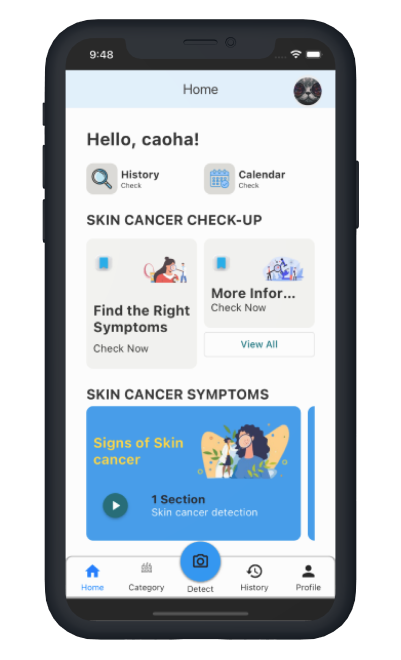 9:48
Home
Hello, caoha!
History
Check
Calendar
Check
SKIN CANCER CHECK-UP
Find the Right
Symptoms
Check Now
More Infor...
Check Now
View All
SKIN CANCER SYMPTOMS
Signs of Skin
cancer
1 Section
Skin cancer detection
Home
Category
Detect
History
Profile